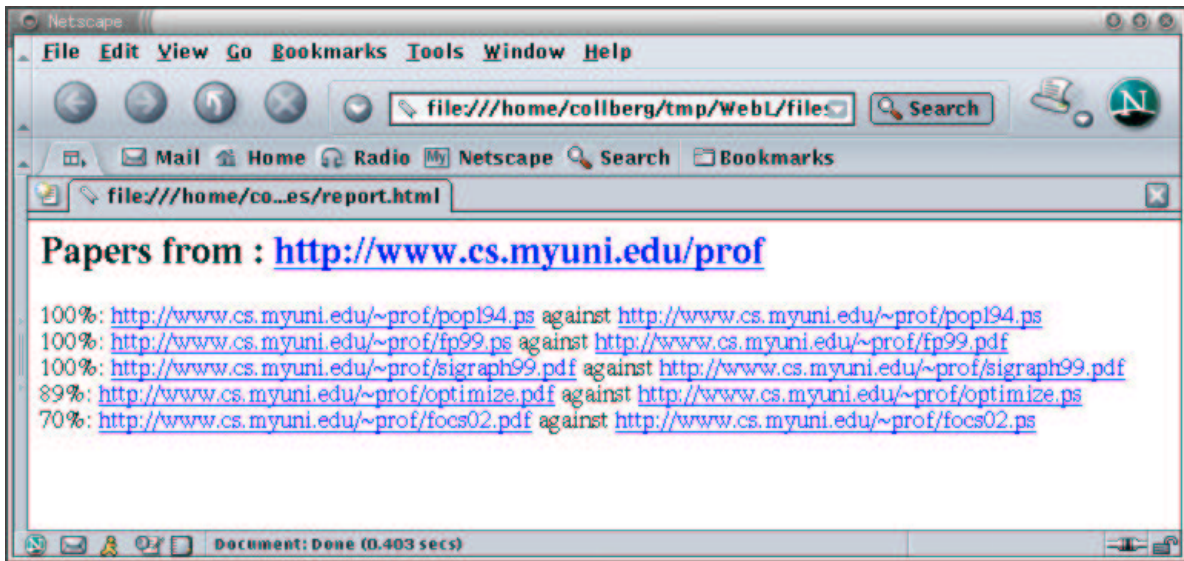 Netscape
File Edit View Go Bookmarks Tools Window Help
file:///home/collberg/tmp/WebL/files Search N
Mail Home Radio My Netscape Search Bookmarks
file:///home/co...es/report.html
Papers from : http://www.cs.myuni.edu/prof
100%: http://www.cs.myuni.edu/~prof/popl94.ps against http://www.cs.myuni.edu/~prof/popl94.ps
100%: http://www.cs.myuni.edu/~prof/fp99.ps against http://www.cs.myuni.edu/~prof/fp99.pdf
100%: http://www.cs.myuni.edu/~prof/sigraph99.pdf against http://www.cs.myuni.edu/~prof/sigraph99.pdf
89%: http://www.cs.myuni.edu/~prof/optimize.pdf against http://www.cs.myuni.edu/~prof/optimize.ps
70%: http://www.cs.myuni.edu/~prof/focs02.pdf against http://www.cs.myuni.edu/~prof/focs02.ps
Document: Done (0.403 secs)